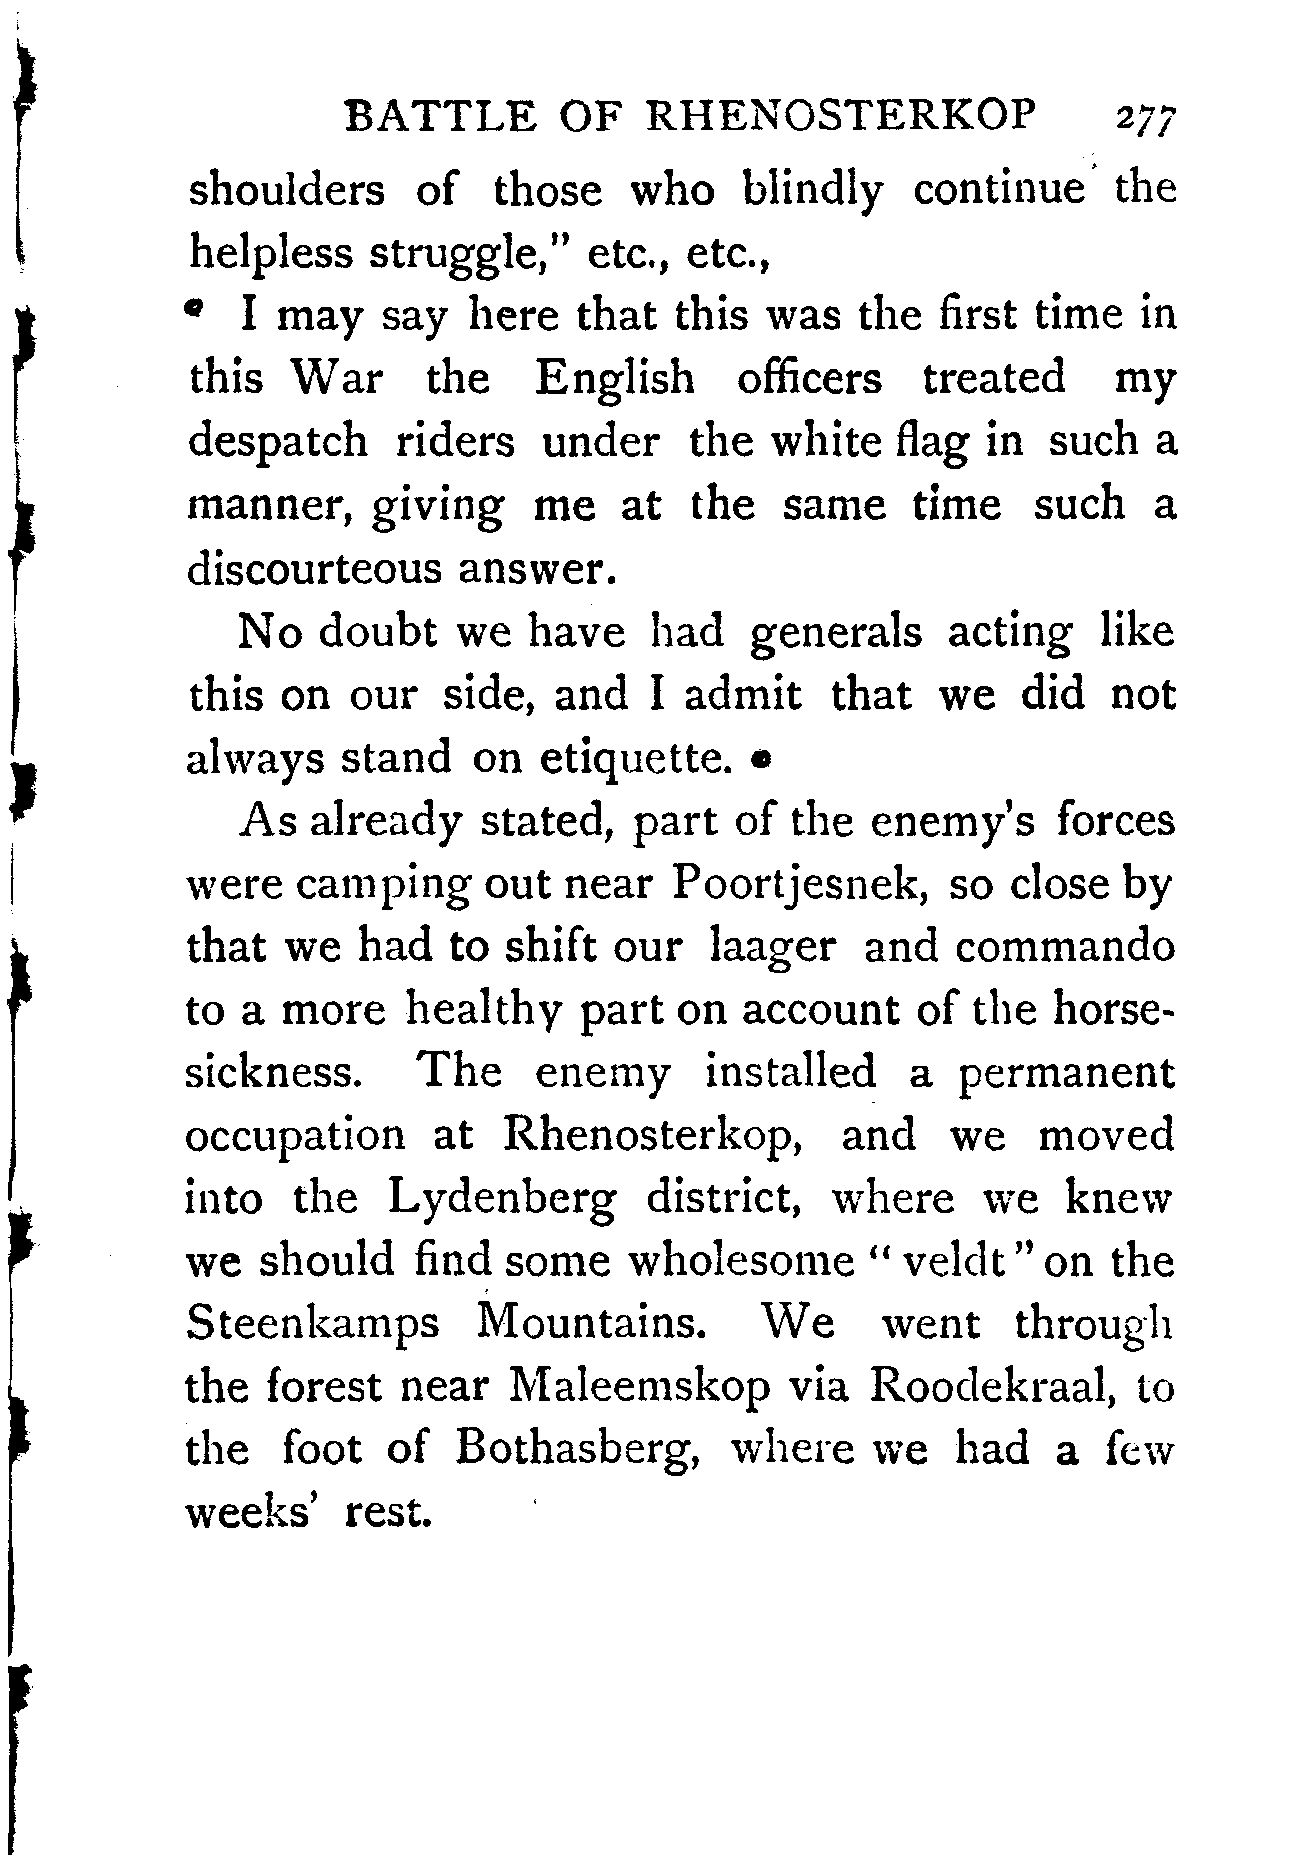 BATTLE OF RHENOSTERKOP 277
shoulders of those who blindly continue the
helpless struggle,” etc., etc.,
I may say here that this was the first time in
this War the English officers treated my
despatch riders under the white flag in such a
manner, giving me at the same time such a
discourteous answer.
No doubt we have had generals acting like
this on our side, and I admit that we did not
always stand on etiquette.
As already stated, part of the enemy’s forces
were camping out near Poortjesnek, so close by
that we had to shift our laager and commando
to a more healthy part on account of the horse-
sickness. The enemy installed a permanent
occupation at Rhenosterkop, and we moved
into the Lydenberg district, where we knew
we should find some wholesome “ veldt” on the
Steenkamps Mountains. We went through
the forest near Maleemskop via Roodekraal, to
the foot of Bothasberg, where we had a few
weeks’ rest.